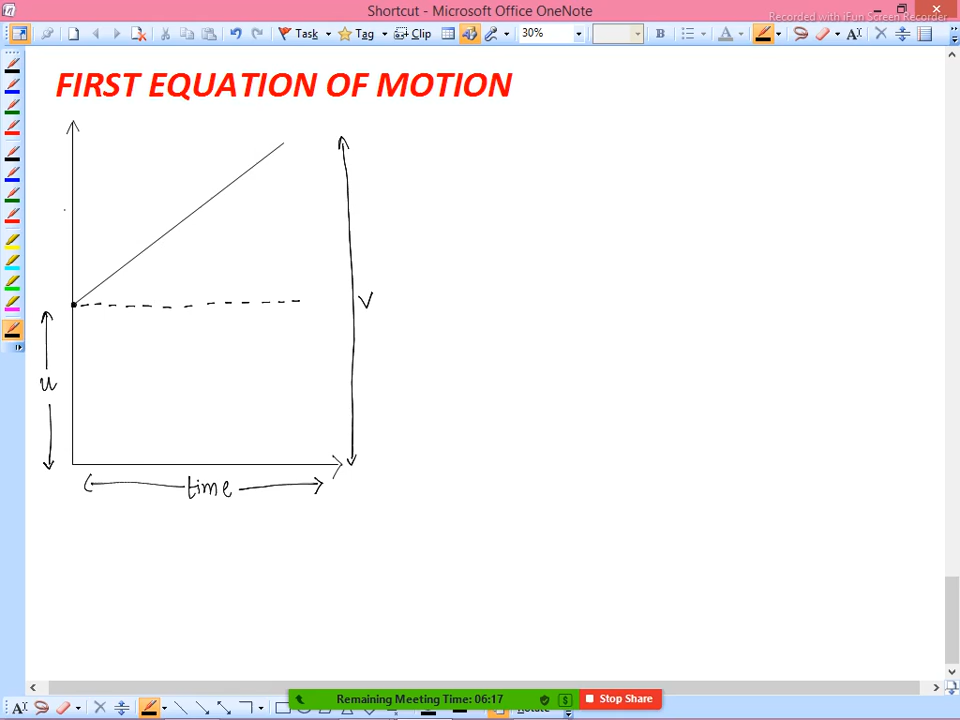 Shortcut - Microsoft Office OneNote
Recorded with iFun Screen Recorder
Task
Tag
Clip
30%
B
A
A
FIRST EQUATION OF MOTION
V
u
time
Remaining Meeting Time: 06:17
Stop Share
Rotate